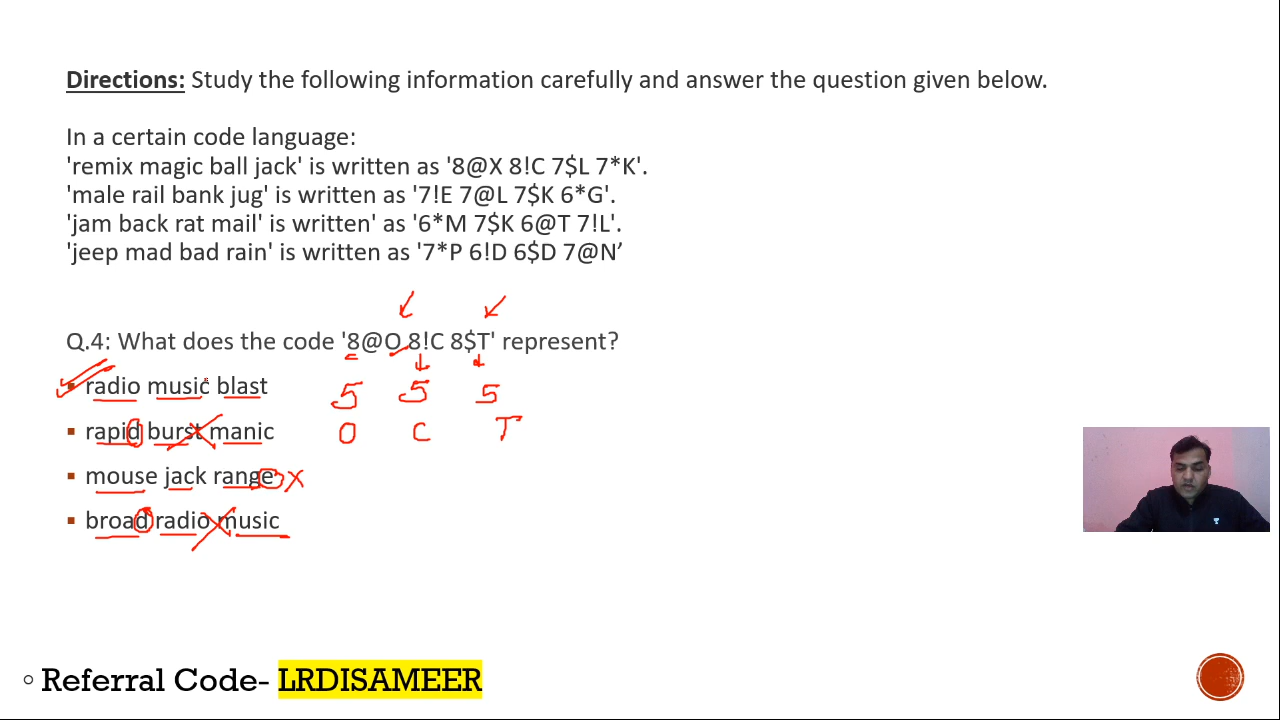 Directions: Study the following information carefully and answer the question given below.
In a certain code language:
'remix magic ball jack' is written as '8@X 8!C 7$L 7*K'.
'male rail bank jug' is written as '7!E 7@L 7$K 6*G'.
'jam back rat mail' is written' as '6*M 7$K 6@T 7!L'.
'jeep mad bad rain' is written as '7*P 6!D 6$D 7@N’
Q.4: What does the code '8@O 8!C 8$T' represent?
radio music blast
5 5 5
rapid burst manic
O C T
mouse jack range X
broad radio music
Referral Code- LRDISAMEER